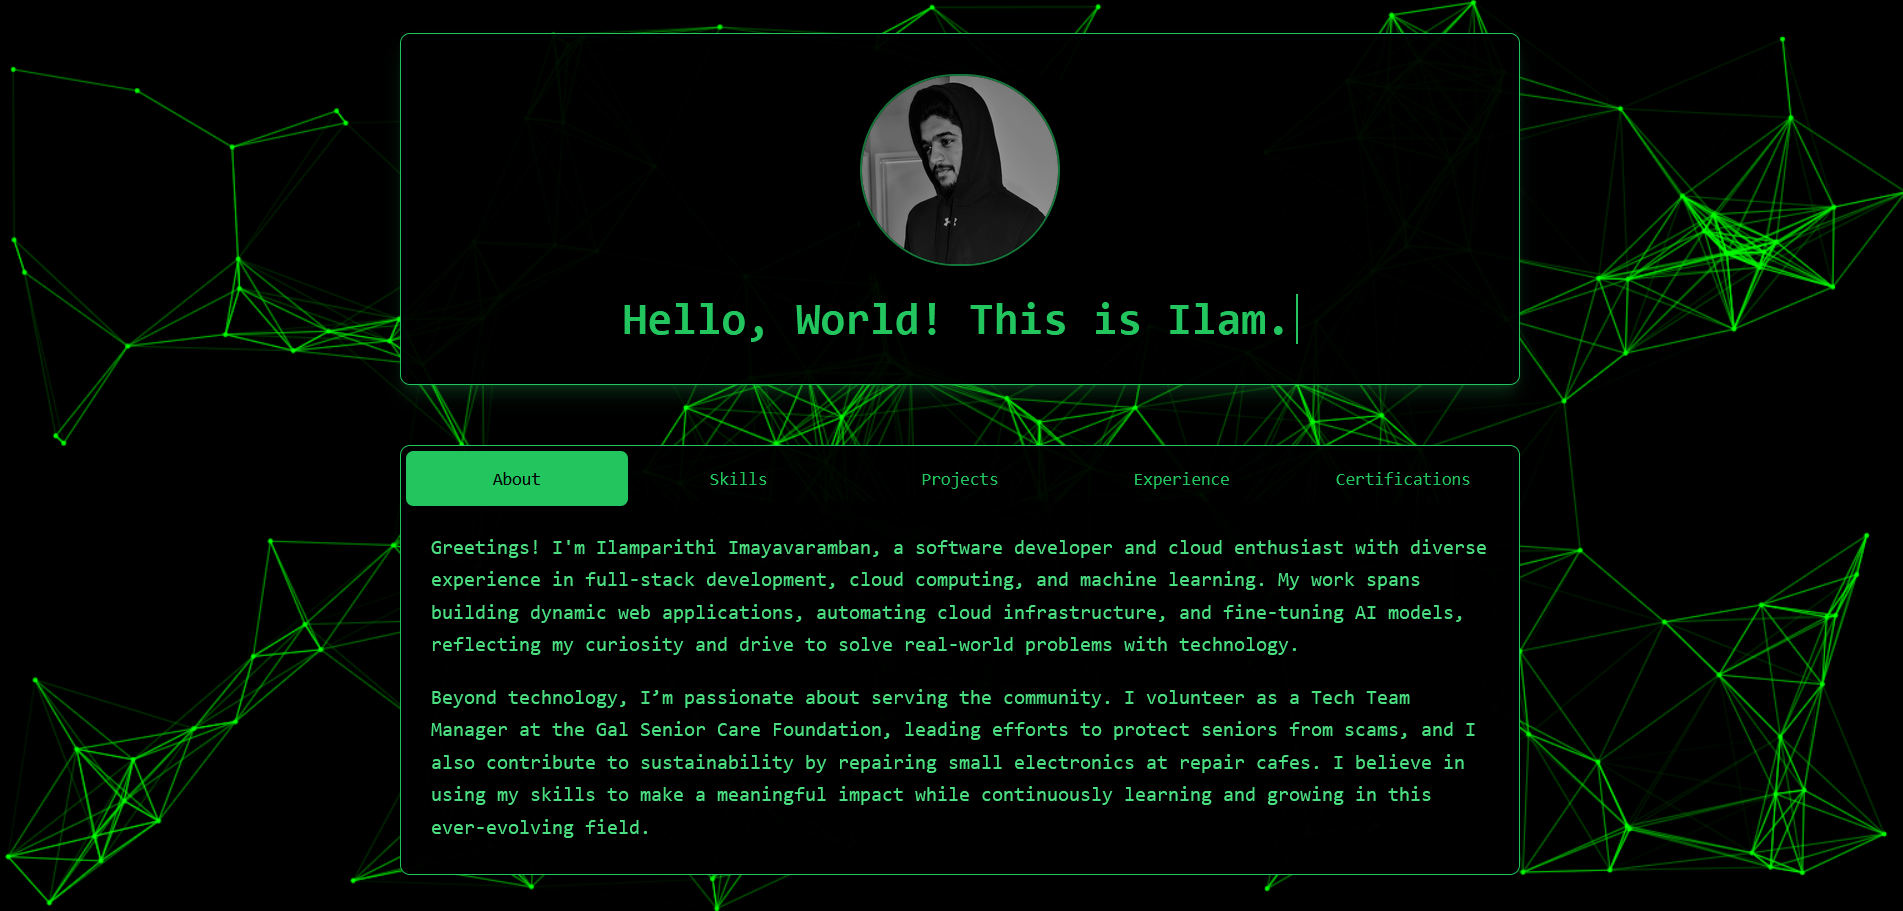 Hello, World! This is Ilam.
About
Skills
Projects
Experience
Certifications
Greetings! I'm Ilamparithi Imayavaramban, a software developer and cloud enthusiast with diverse
experience in full-stack development, cloud computing, and machine learning. My work spans
building dynamic web applications, automating cloud infrastructure, and fine-tuning AI models,
reflecting my curiosity and drive to solve real-world problems with technology.
Beyond technology, I’m passionate about serving the community. I volunteer as a Tech Team
Manager at the Gal Senior Care Foundation, leading efforts to protect seniors from scams, and I
also contribute to sustainability by repairing small electronics at repair cafes. I believe in
using my skills to make a meaningful impact while continuously learning and growing in this
ever-evolving field.